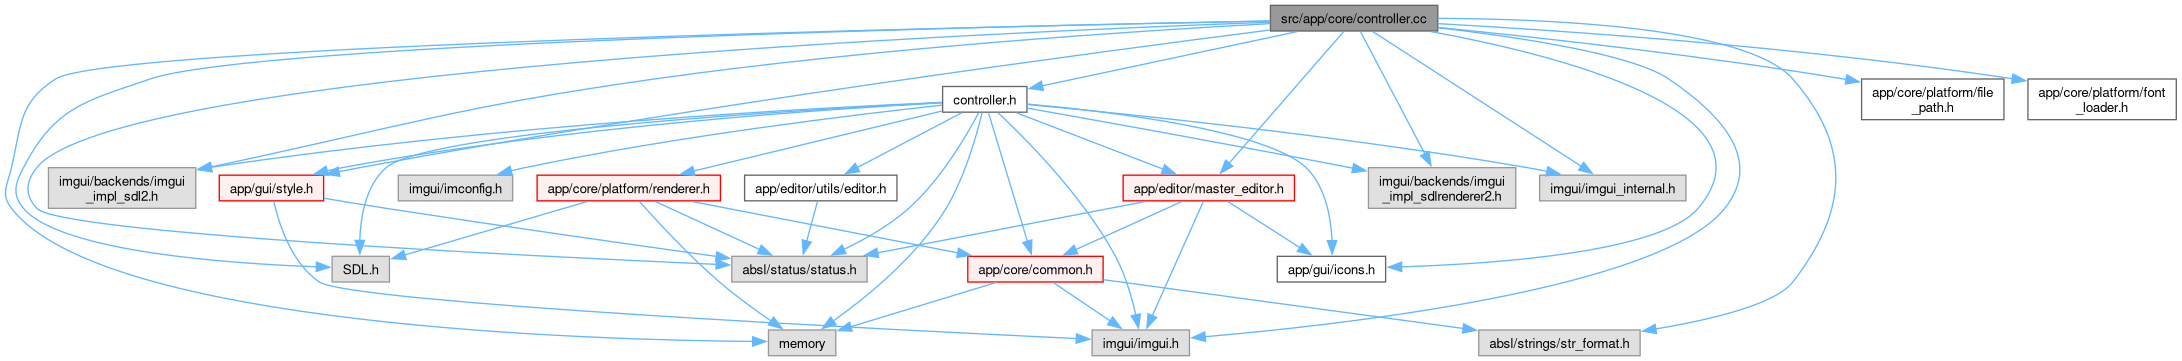 src/app/core/controller.cc
app/core/platform/file
_path.h
app/core/platform/font
_loader.h
controller.h
imgui/backends/imgui
_impl_sdl2.h
app/gui/style.h
imgui/imconfig.h
app/core/platform/renderer.h
app/editor/utils/editor.h
app/editor/master_editor.h
imgui/backends/imgui
_impl_sdlrenderer2.h
imgui/imgui_internal.h
SDL.h
absl/status/status.h
app/core/common.h
app/gui/icons.h
memory
imgui/imgui.h
absl/strings/str_format.h